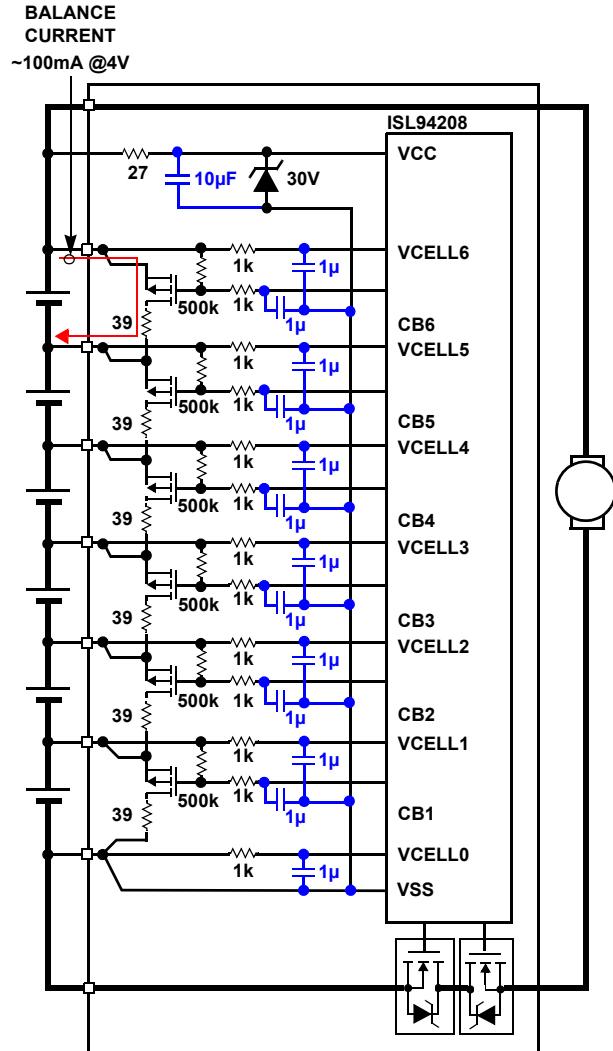 BALANCE
CURRENT
~100mA @4V
ISL94208
VCC
27
10µF
30V
VCELL6
1k
1µ
500k
39
1k
1µ
CB6
VCELL5
1k
1µ
500k
39
1k
1µ
CB5
VCELL4
1k
1µ
500k
39
1k
1µ
CB4
VCELL3
1k
1µ
500k
39
1k
1µ
CB3
VCELL2
1k
1µ
500k
39
1k
1µ
CB2
VCELL1
1k
1µ
500k
39
1k
1µ
CB1
VCELL0
1k
1µ
VSS